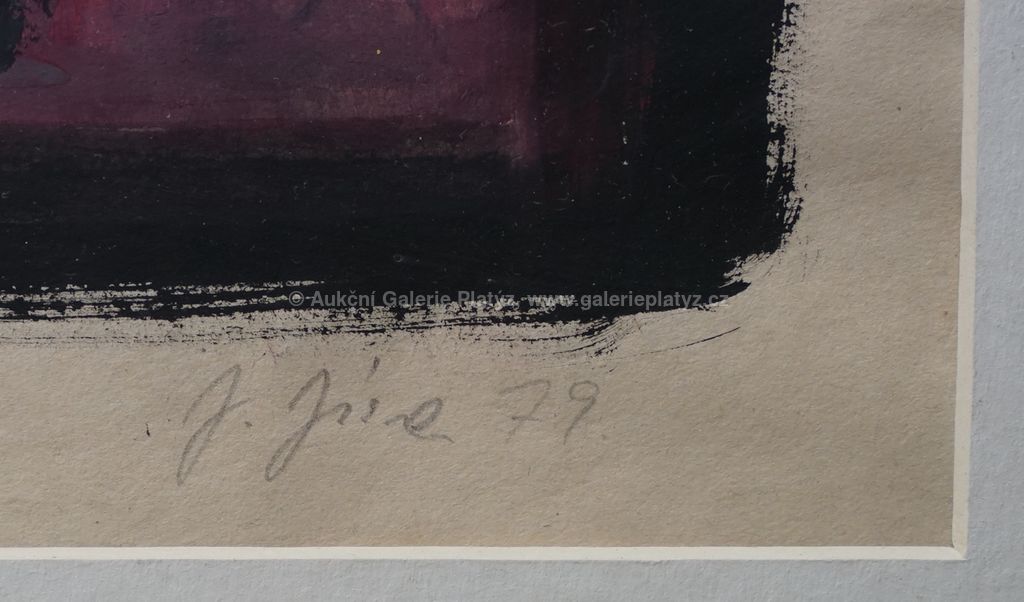 © Aukční Galerie Platýz, www.galerieplatyz.cz
J. Jíra 79